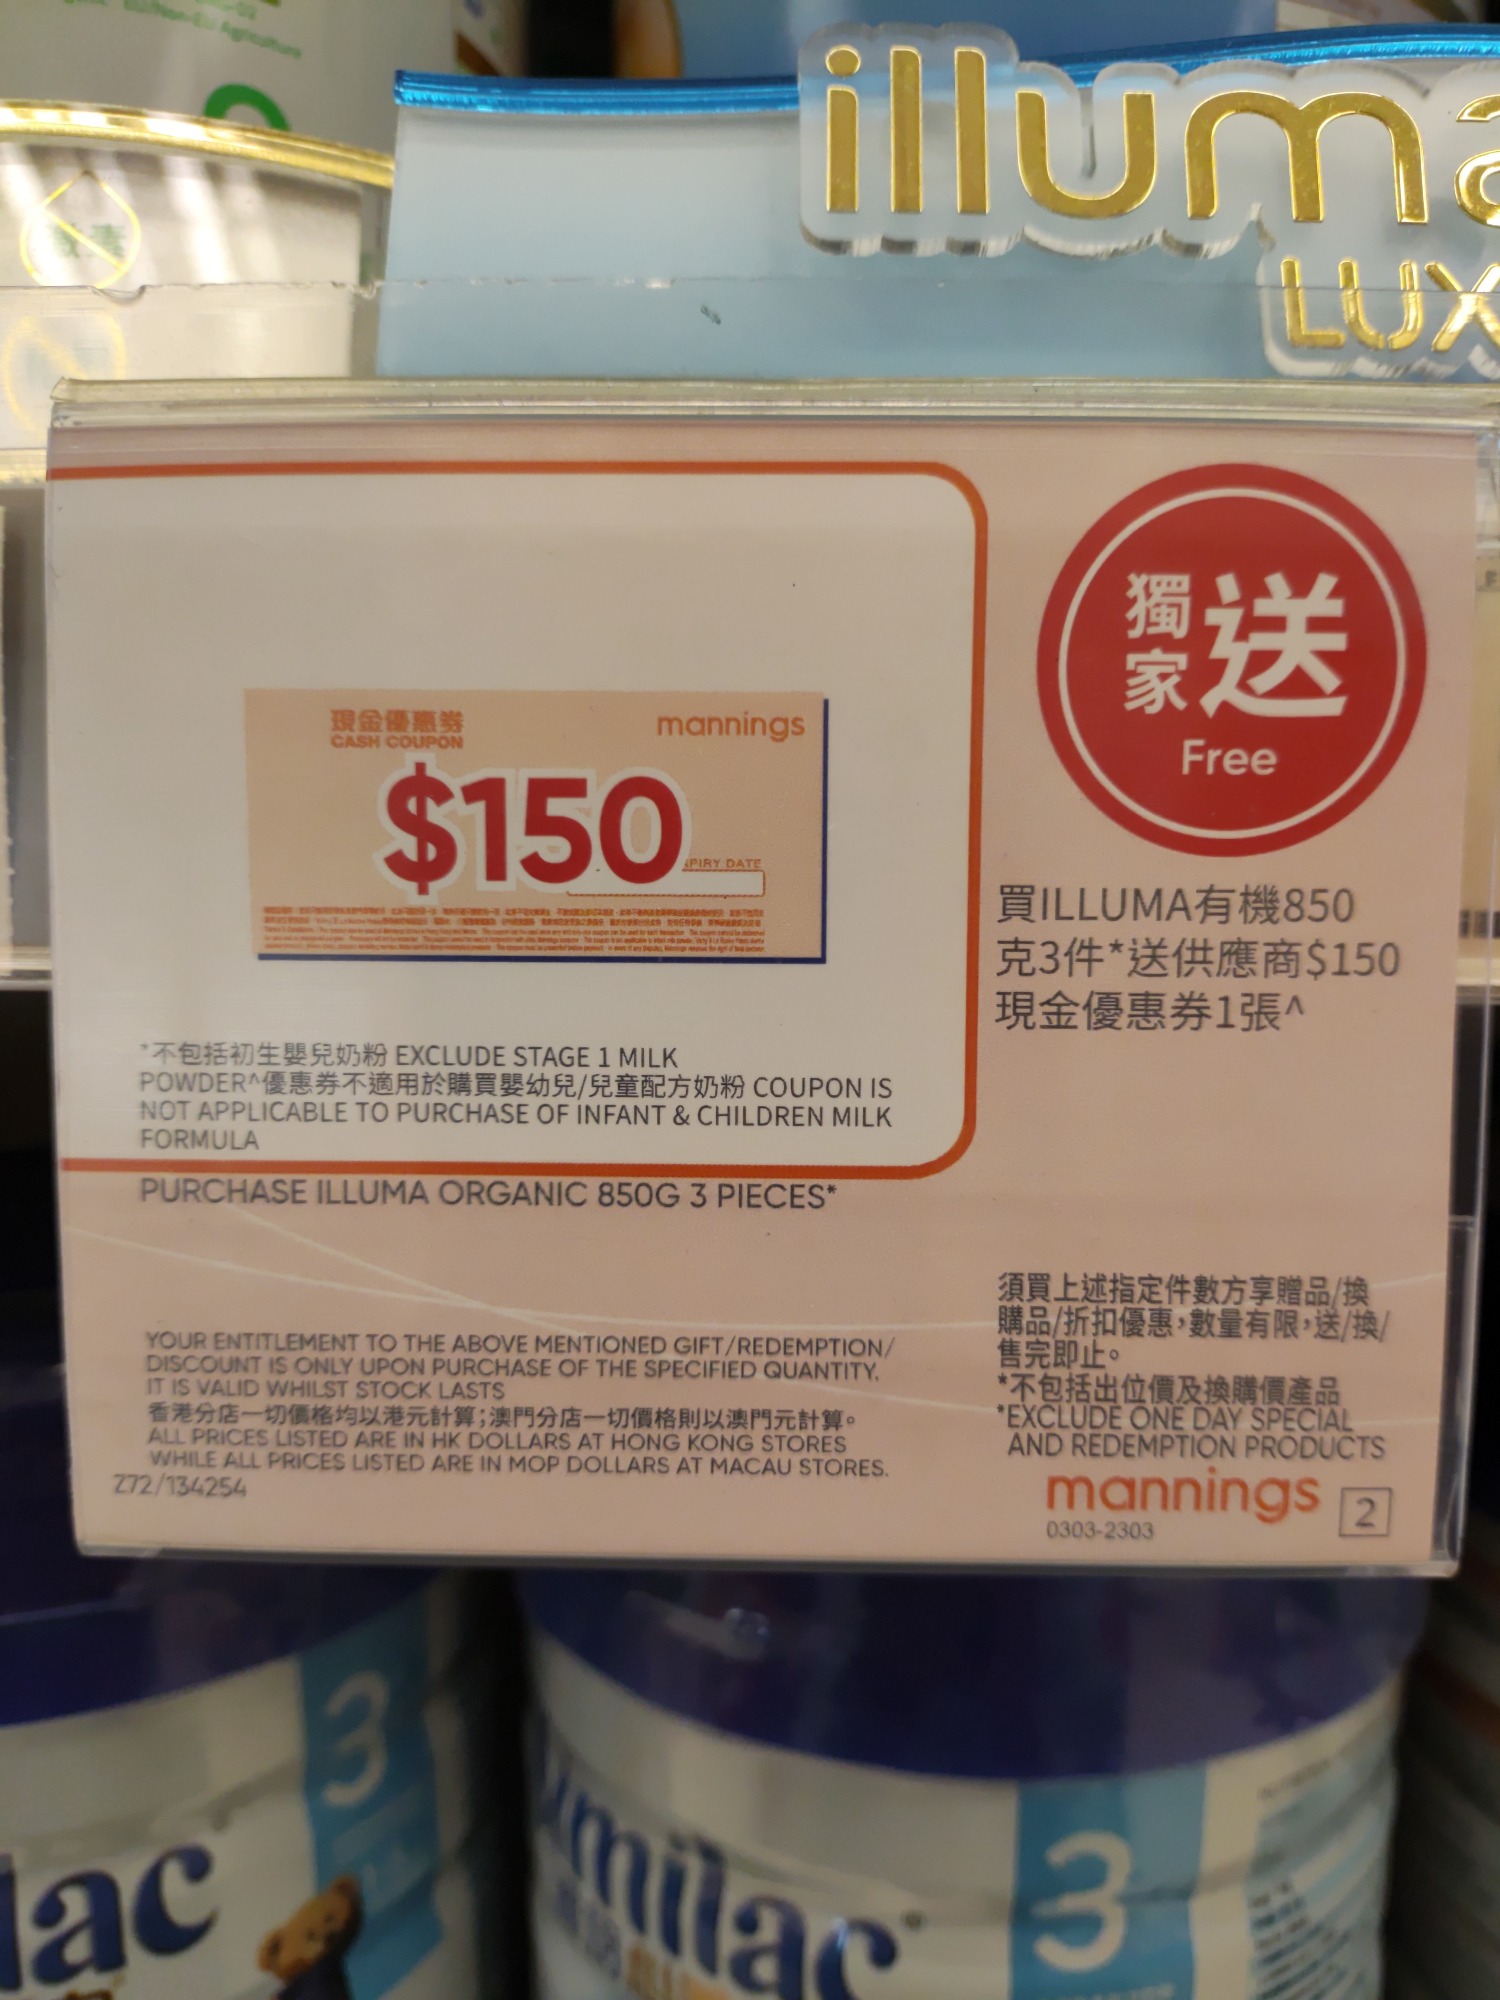 illuma
LUX
現金優惠券
CASH COUPON
mannings
$150
PIRY DATE
獨家送
Free
買ILLUMA有機850
克3件*送供應商$150
現金優惠券1張^
*不包括初生嬰兒奶粉 EXCLUDE STAGE 1 MILK
POWDER^優惠券不適用於購買嬰幼兒/兒童配方奶粉 COUPON IS
NOT APPLICABLE TO PURCHASE OF INFANT & CHILDREN MILK
FORMULA
PURCHASE ILLUMA ORGANIC 850G 3 PIECES*
YOUR ENTITLEMENT TO THE ABOVE MENTIONED GIFT/REDEMPTION/
DISCOUNT IS ONLY UPON PURCHASE OF THE SPECIFIED QUANTITY.
IT IS VALID WHILST STOCK LASTS
香港分店一切價格均以港元計算;澳門分店一切價格則以澳門元計算。
ALL PRICES LISTED ARE IN HK DOLLARS AT HONG KONG STORES
WHILE ALL PRICES LISTED ARE IN MOP DOLLARS AT MACAU STORES.
Z72/134254
須買上述指定件數方享贈品/換
購品/折扣優惠,數量有限,送/換/
售完即止。
*不包括出位價及換購價產品
*EXCLUDE ONE DAY SPECIAL
AND REDEMPTION PRODUCTS
mannings 2
0303-2303
3
lac
3
milac